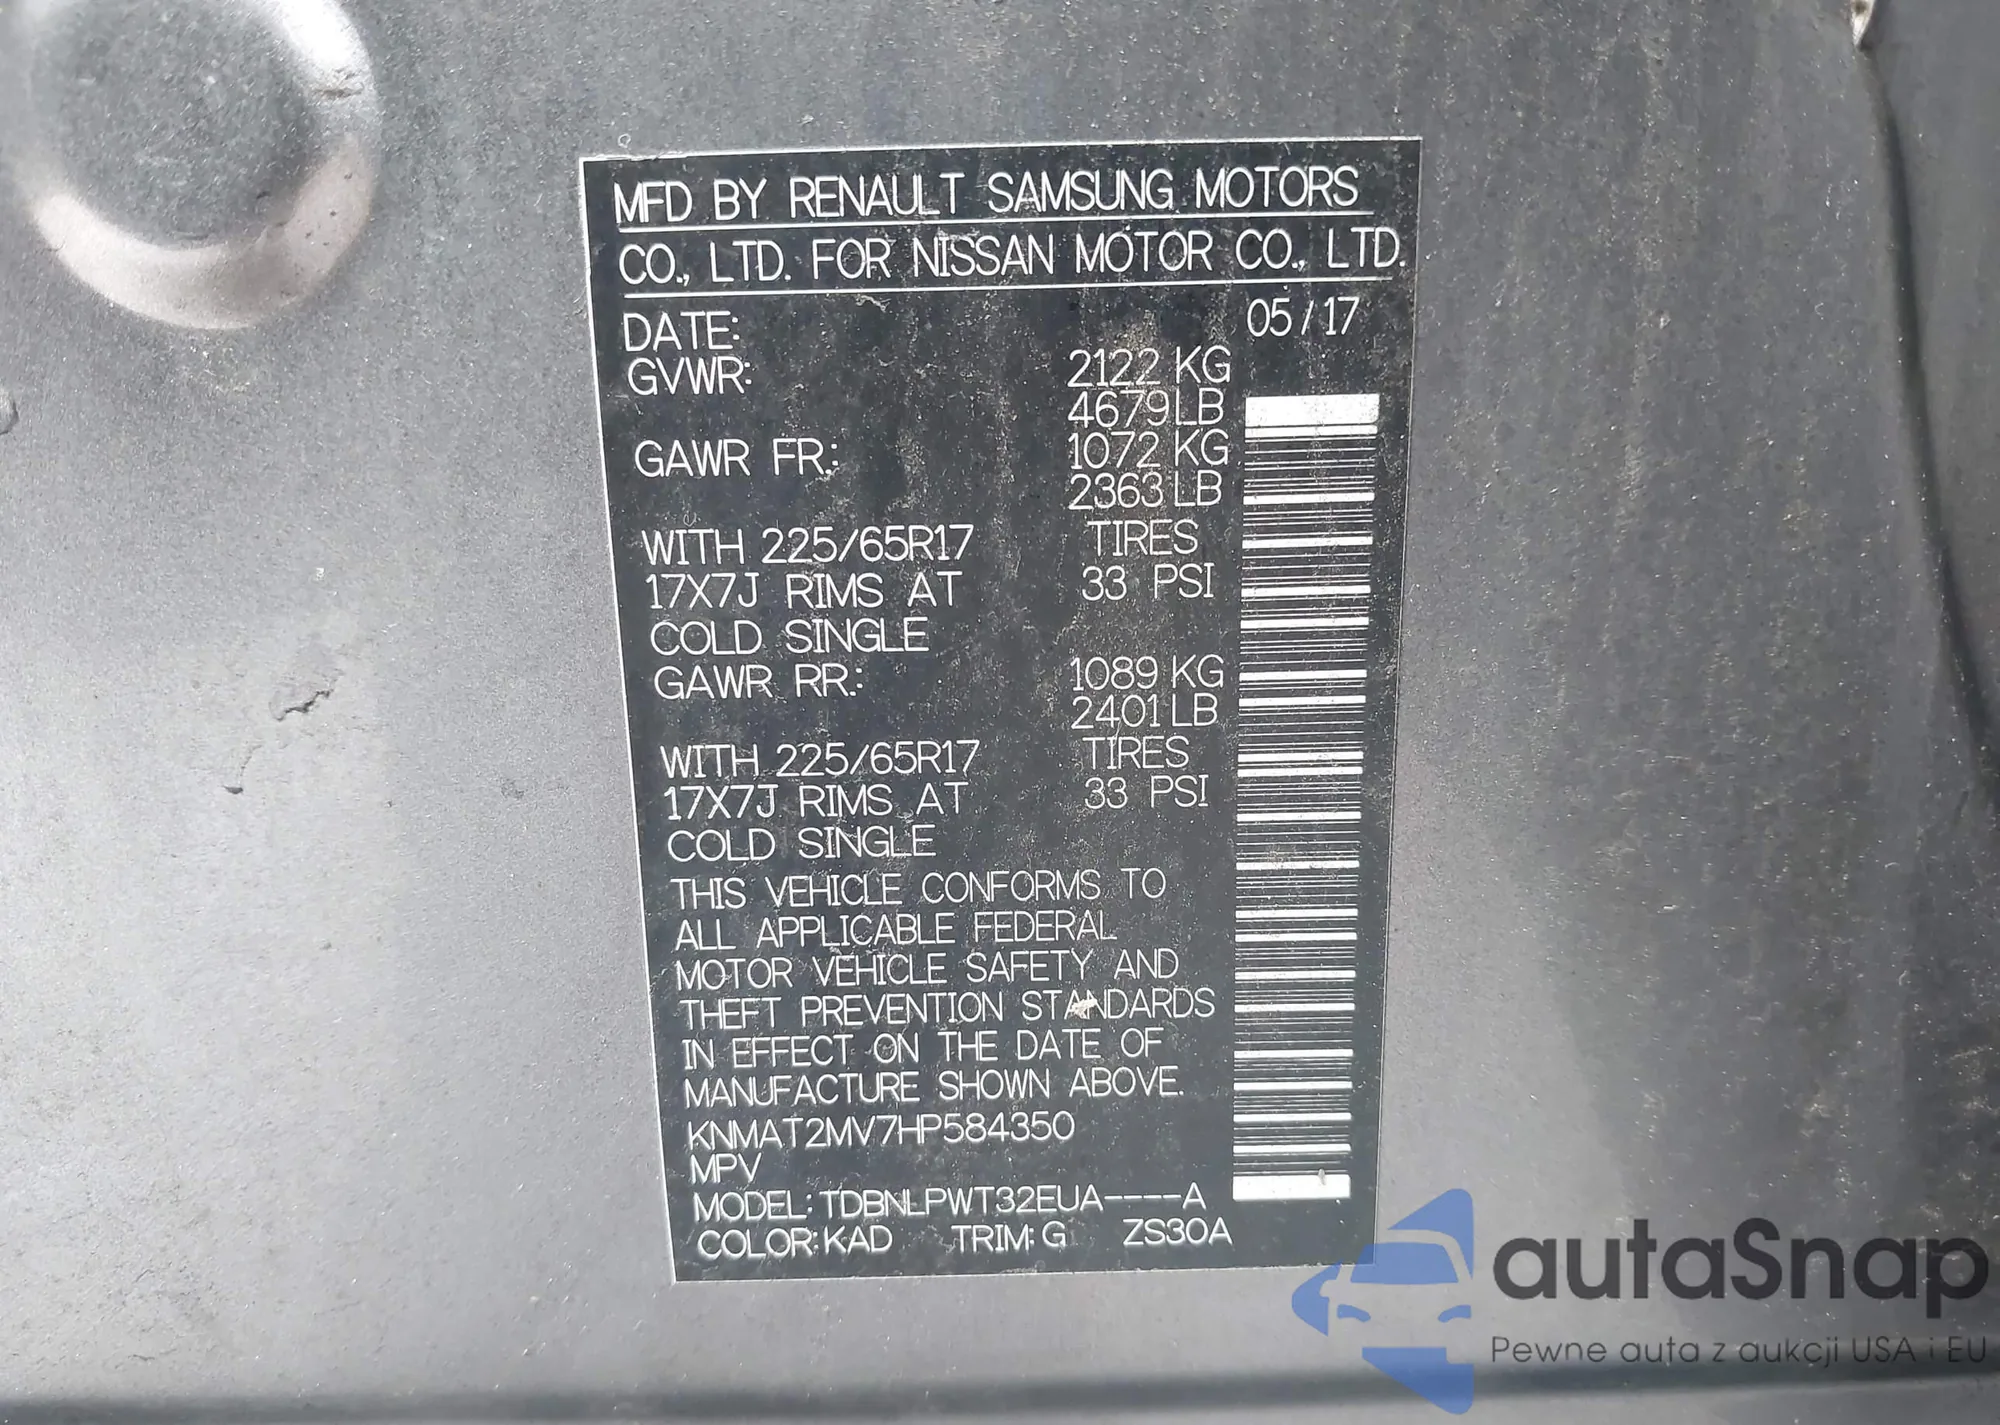 MFD BY RENAULT SAMSUNG MOTORS
CO., LTD. FOR NISSAN MOTOR CO., LTD.
DATE: 05/17
GVWR: 2122 KG
4679 LB
GAWR FR.: 1072 KG
2363 LB
WITH 225/65R17 TIRES
17X7J RIMS AT 33 PSI
COLD SINGLE
GAWR RR.: 1089 KG
2401 LB
WITH 225/65R17 TIRES
17X7J RIMS AT 33 PSI
COLD SINGLE
THIS VEHICLE CONFORMS TO
ALL APPLICABLE FEDERAL
MOTOR VEHICLE SAFETY AND
THEFT PREVENTION STANDARDS
IN EFFECT ON THE DATE OF
MANUFACTURE SHOWN ABOVE.
KNMAT2MV7HP584350
MPV
MODEL: TDBNLPWT32EUA----A
COLOR: KAD TRIM: G ZS30A
autaSnap
Pewne auta z aukcji USA i EU